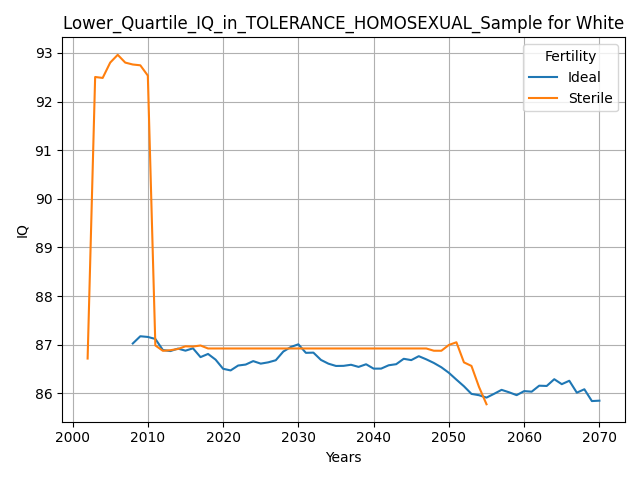 Lower_Quartile_IQ_in_TOLERANCE_HOMOSEXUAL_Sample for White
93
92
91
90
89
88
87
86
IQ
Fertility
Ideal
Sterile
2000 2010 2020 2030 2040 2050 2060 2070
Years